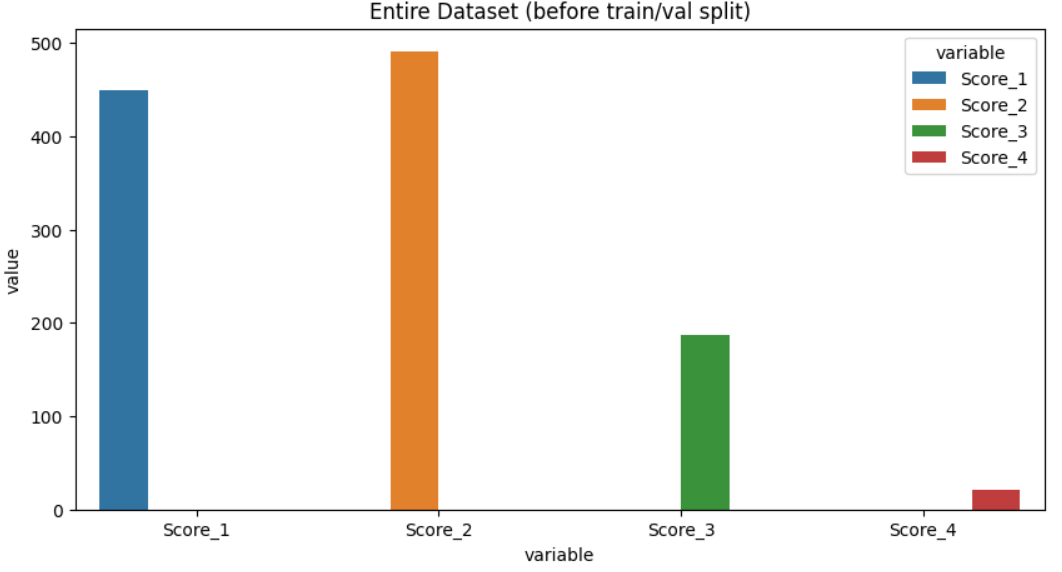 Entire Dataset (before train/val split)
500
400
300
200
100
0
value
variable
Score_1
Score_2
Score_3
Score_4
Score_1
Score_2
Score_3
Score_4
variable